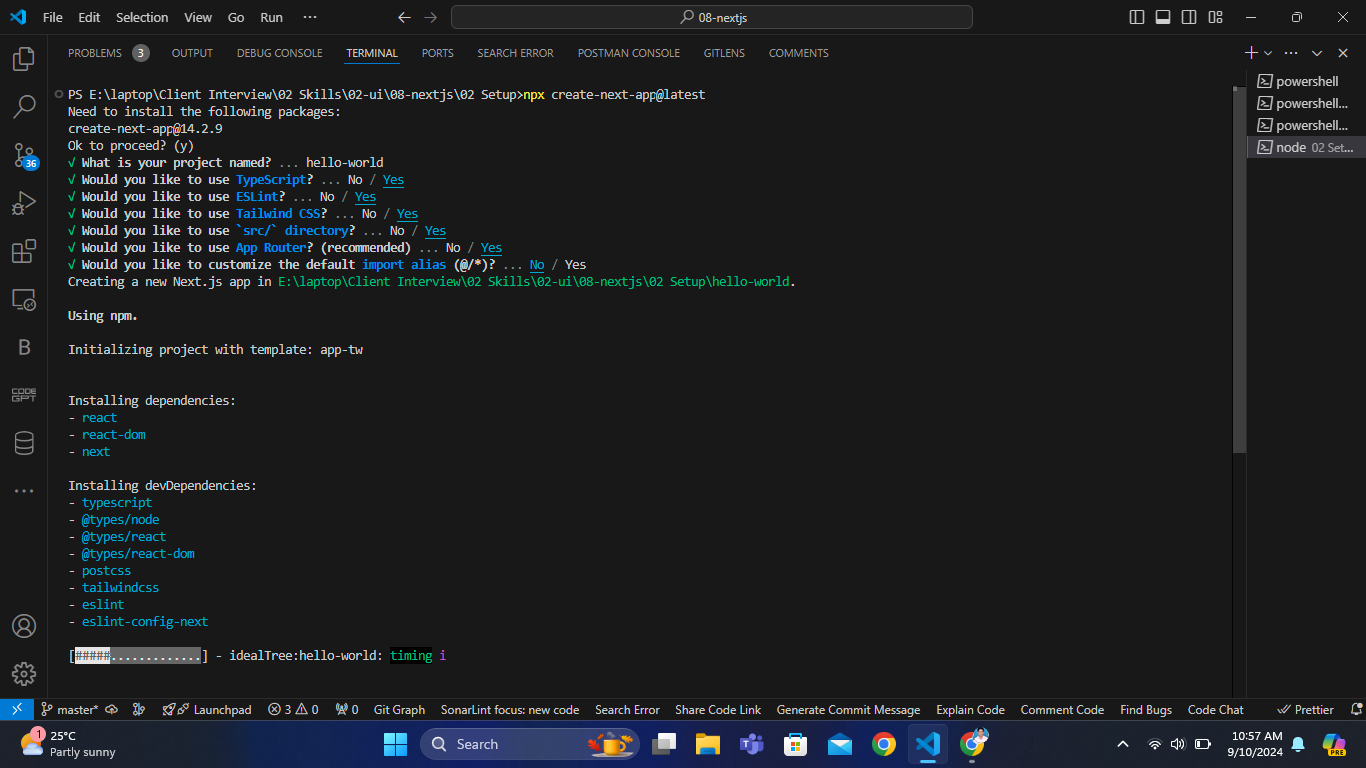 File Edit Selection View Go Run ...
08-nextjs
PROBLEMS 3 OUTPUT DEBUG CONSOLE TERMINAL PORTS SEARCH ERROR POSTMAN CONSOLE GITLENS COMMENTS
powershell
powershell...
powershell...
node 02 Set...
PS E:\laptop\Client Interview\02 Skills\02-ui\08-nextjs\02 Setup>npx create-next-app@latest
Need to install the following packages:
create-next-app@14.2.9
Ok to proceed? (y)
√ What is your project named? ... hello-world
√ Would you like to use TypeScript? ... No / Yes
√ Would you like to use ESLint? ... No / Yes
√ Would you like to use Tailwind CSS? ... No / Yes
√ Would you like to use `src/` directory? ... No / Yes
√ Would you like to use App Router? (recommended) ... No / Yes
√ Would you like to customize the default import alias (@/*)? ... No / Yes
Creating a new Next.js app in E:\laptop\Client Interview\02 Skills\02-ui\08-nextjs\02 Setup\hello-world.
Using npm.
Initializing project with template: app-tw
Installing dependencies:
- react
- react-dom
- next
Installing devDependencies:
- typescript
- @types/node
- @types/react
- @types/react-dom
- postcss
- tailwindcss
- eslint
- eslint-config-next
[#####.............] - idealTree:hello-world: timing i
36
B
CODE
GPT
master* Launchpad 3 0 0 Git Graph SonarLint focus: new code Search Error Share Code Link Generate Commit Message Explain Code Comment Code Find Bugs Code Chat Prettier
1
25°C
Partly sunny
Search
10:57 AM
9/10/2024
PRE